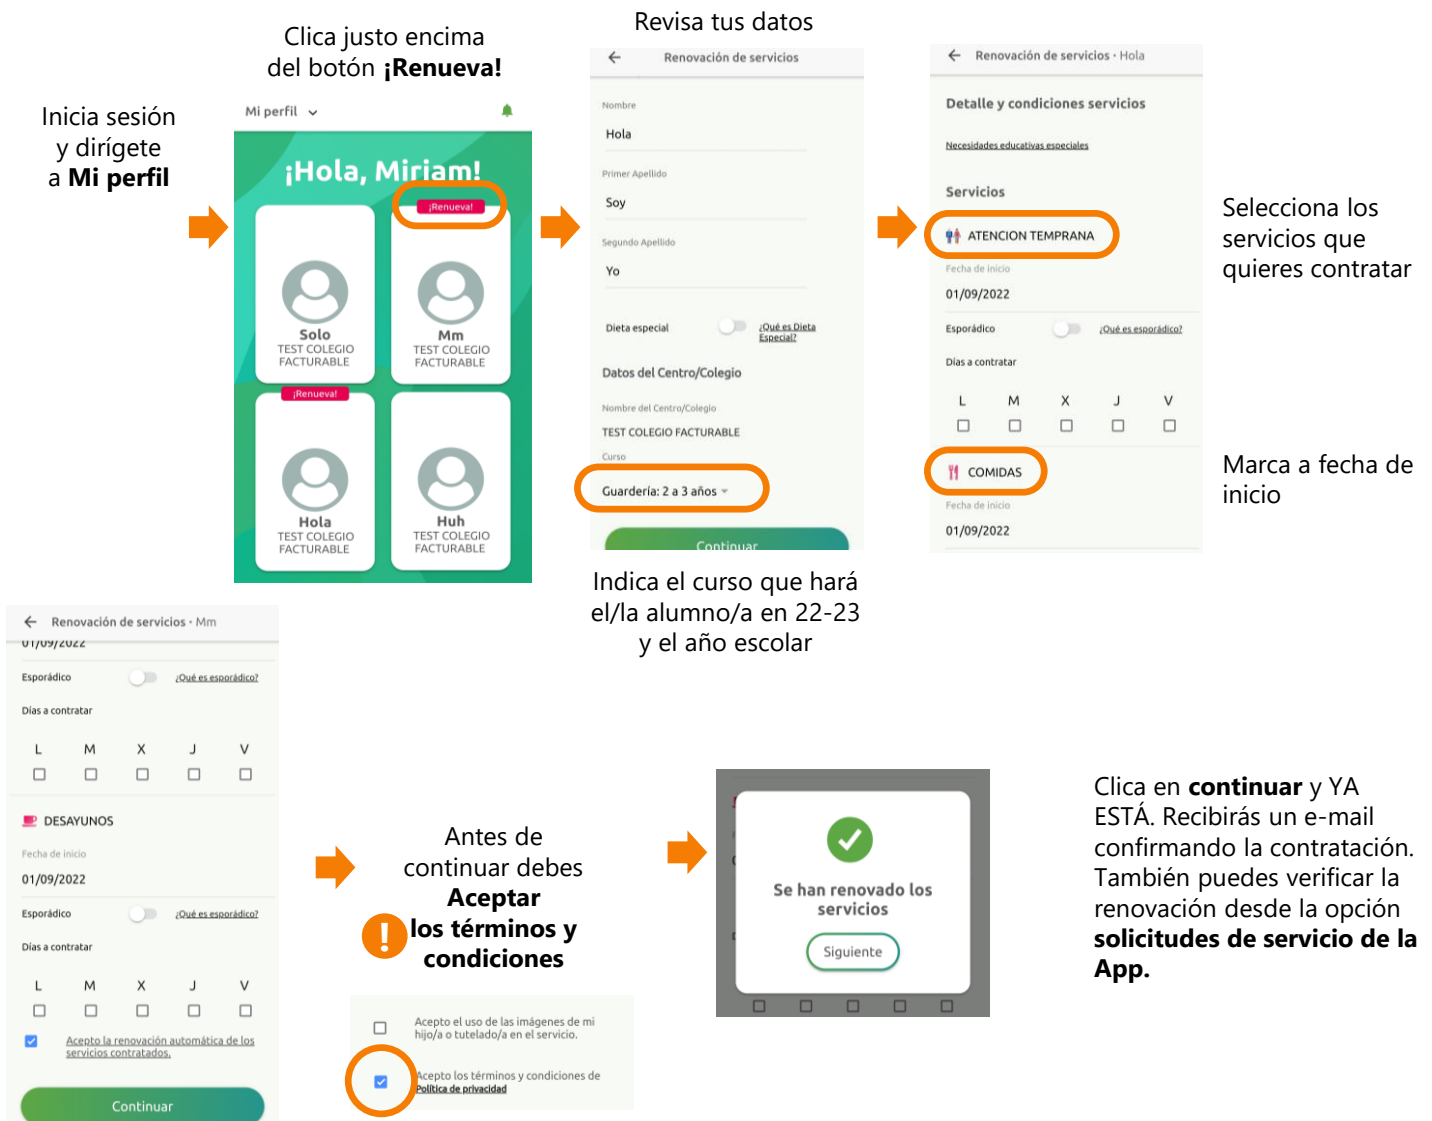 Inicia sesión
y dirígete
a Mi perfil
Clica justo encima
del botón ¡Renueva!
Mi perfil
¡Hola, Miriam!
¡Renueva!
Solo
TEST COLEGIO
FACTURABLE
Mm
TEST COLEGIO
FACTURABLE
¡Renueva!
Hola
TEST COLEGIO
FACTURABLE
Huh
TEST COLEGIO
FACTURABLE
Revisa tus datos
Renovación de servicios
Nombre
Hola
Primer Apellido
Soy
Segundo Apellido
Yo
Dieta especial
¿Qué es Dieta
Especial?
Datos del Centro/Colegio
Nombre del Centro/Colegio
TEST COLEGIO FACTURABLE
Curso
Guardería: 2 a 3 años
Continuar
Indica el curso que hará
el/la alumno/a en 22-23
y el año escolar
Renovación de servicios · Hola
Detalle y condiciones servicios
Necesidades educativas especiales
Servicios
ATENCION TEMPRANA
Fecha de inicio
01/09/2022
Esporádico
¿Qué es esporádico?
Días a contratar
L M X J V
COMIDAS
Fecha de inicio
01/09/2022
Selecciona los
servicios que
quieres contratar
Marca a fecha de
inicio
Renovación de servicios · Mm
01/09/2022
Esporádico
¿Qué es esporádico?
Días a contratar
L M X J V
DESAYUNOS
Fecha de inicio
01/09/2022
Esporádico
¿Qué es esporádico?
Días a contratar
L M X J V
Acepto la renovación automática de los
servicios contratados.
Continuar
Antes de
continuar debes
Aceptar
los términos y
condiciones
Acepto el uso de las imágenes de mi
hijo/a o tutelado/a en el servicio.
Acepto los términos y condiciones de
Política de privacidad
Se han renovado los
servicios
Siguiente
Clica en continuar y YA
ESTÁ. Recibirás un e-mail
confirmando la contratación.
También puedes verificar la
renovación desde la opción
solicitudes de servicio de la
App.